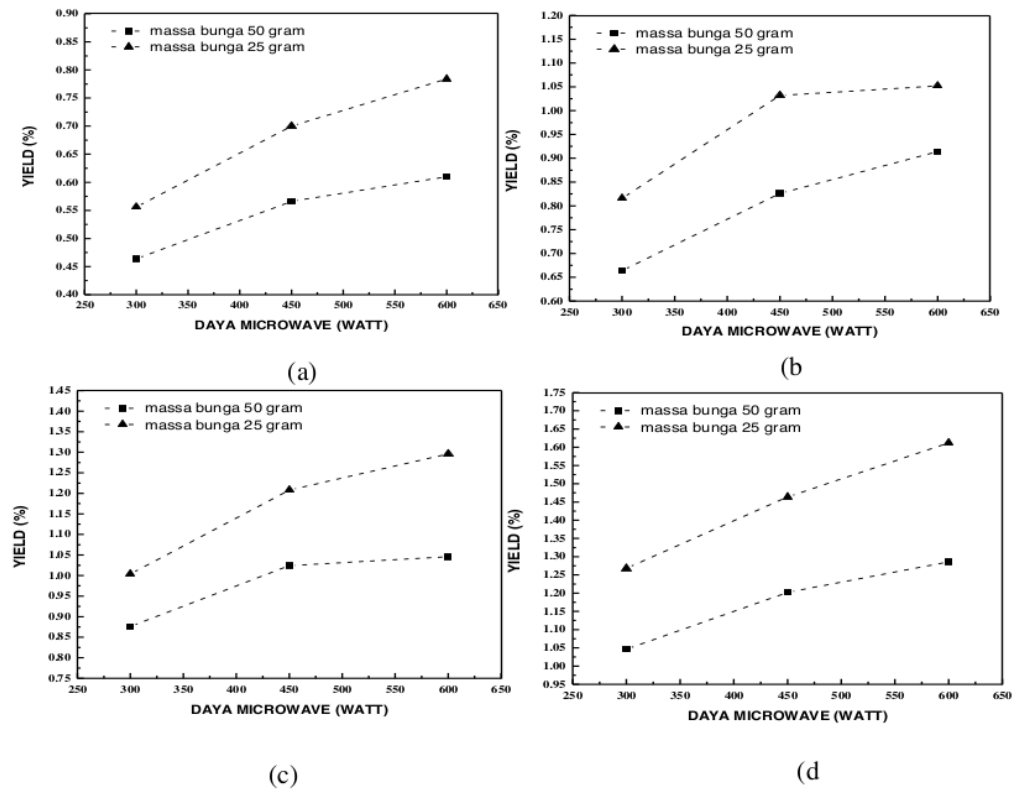 0.90
0.80
0.75
0.70
0.65
0.60
0.55
0.50
0.45
0.40
YIELD (%)
massa bunga 50 gram
massa bunga 25 gram
250 300 350 400 450 500 550 600 650
DAYA MICROWAVE (WATT)
(a)
1.20
1.15
1.10
1.05
1.00
0.95
0.90
0.85
0.80
0.75
0.70
0.65
0.60
YIELD (%)
massa bunga 50 gram
massa bunga 25 gram
250 300 350 400 450 500 550 600 650
DAYA MICROWAVE (WATT)
(b
1.45
1.40
1.35
1.30
1.25
1.20
1.15
1.10
1.05
1.00
0.95
0.90
0.85
0.80
0.75
YIELD (%)
massa bunga 50 gram
massa bunga 25 gram
250 300 350 400 450 500 550 600 650
DAYA MICROWAVE (WATT)
(c)
1.75
1.70
1.65
1.60
1.55
1.50
1.45
1.40
1.35
1.30
1.25
1.20
1.15
1.10
1.05
1.00
0.95
YIELD (%)
massa bunga 50 gram
massa bunga 25 gram
250 300 350 400 450 500 550 600 650
DAYA MICROWAVE (WATT)
(d